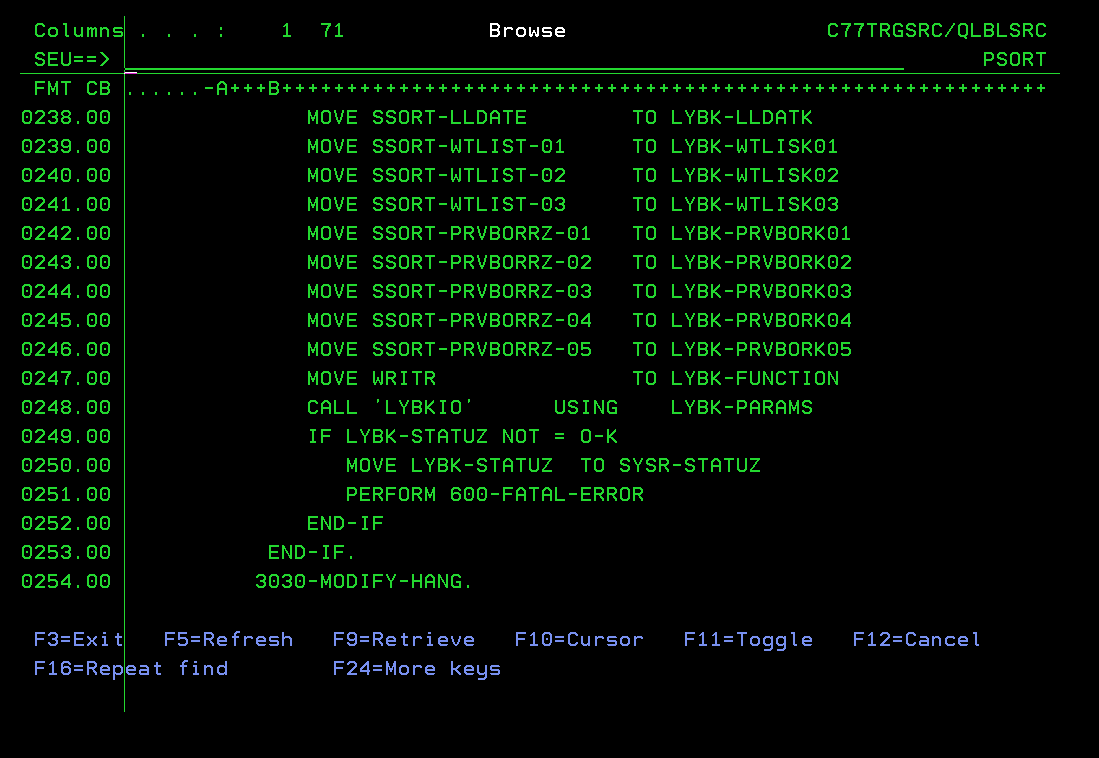 Columns . . . :    1  71           Browse                    C77TRGSRC/QLBLSRC
SEU==>                                                                   PSORT
FMT CB ......-A+++B+++++++++++++++++++++++++++++++++++++++++++++++++++++++++++
0238.00               MOVE SSORT-LLDATE        TO LYBK-LLDATK
0239.00               MOVE SSORT-WTLIST-01     TO LYBK-WTLISK01
0240.00               MOVE SSORT-WTLIST-02     TO LYBK-WTLISK02
0241.00               MOVE SSORT-WTLIST-03     TO LYBK-WTLISK03
0242.00               MOVE SSORT-PRVBORRZ-01   TO LYBK-PRVBORK01
0243.00               MOVE SSORT-PRVBORRZ-02   TO LYBK-PRVBORK02
0244.00               MOVE SSORT-PRVBORRZ-03   TO LYBK-PRVBORK03
0245.00               MOVE SSORT-PRVBORRZ-04   TO LYBK-PRVBORK04
0246.00               MOVE SSORT-PRVBORRZ-05   TO LYBK-PRVBORK05
0247.00               MOVE WRITR               TO LYBK-FUNCTION
0248.00               CALL 'LYBKIO'      USING    LYBK-PARAMS
0249.00               IF LYBK-STATUZ NOT = O-K
0250.00                  MOVE LYBK-STATUZ  TO SYSR-STATUZ
0251.00                  PERFORM 600-FATAL-ERROR
0252.00               END-IF
0253.00            END-IF.
0254.00           3030-MODIFY-HANG.
F3=Exit   F5=Refresh   F9=Retrieve   F10=Cursor   F11=Toggle   F12=Cancel
F16=Repeat find        F24=More keys